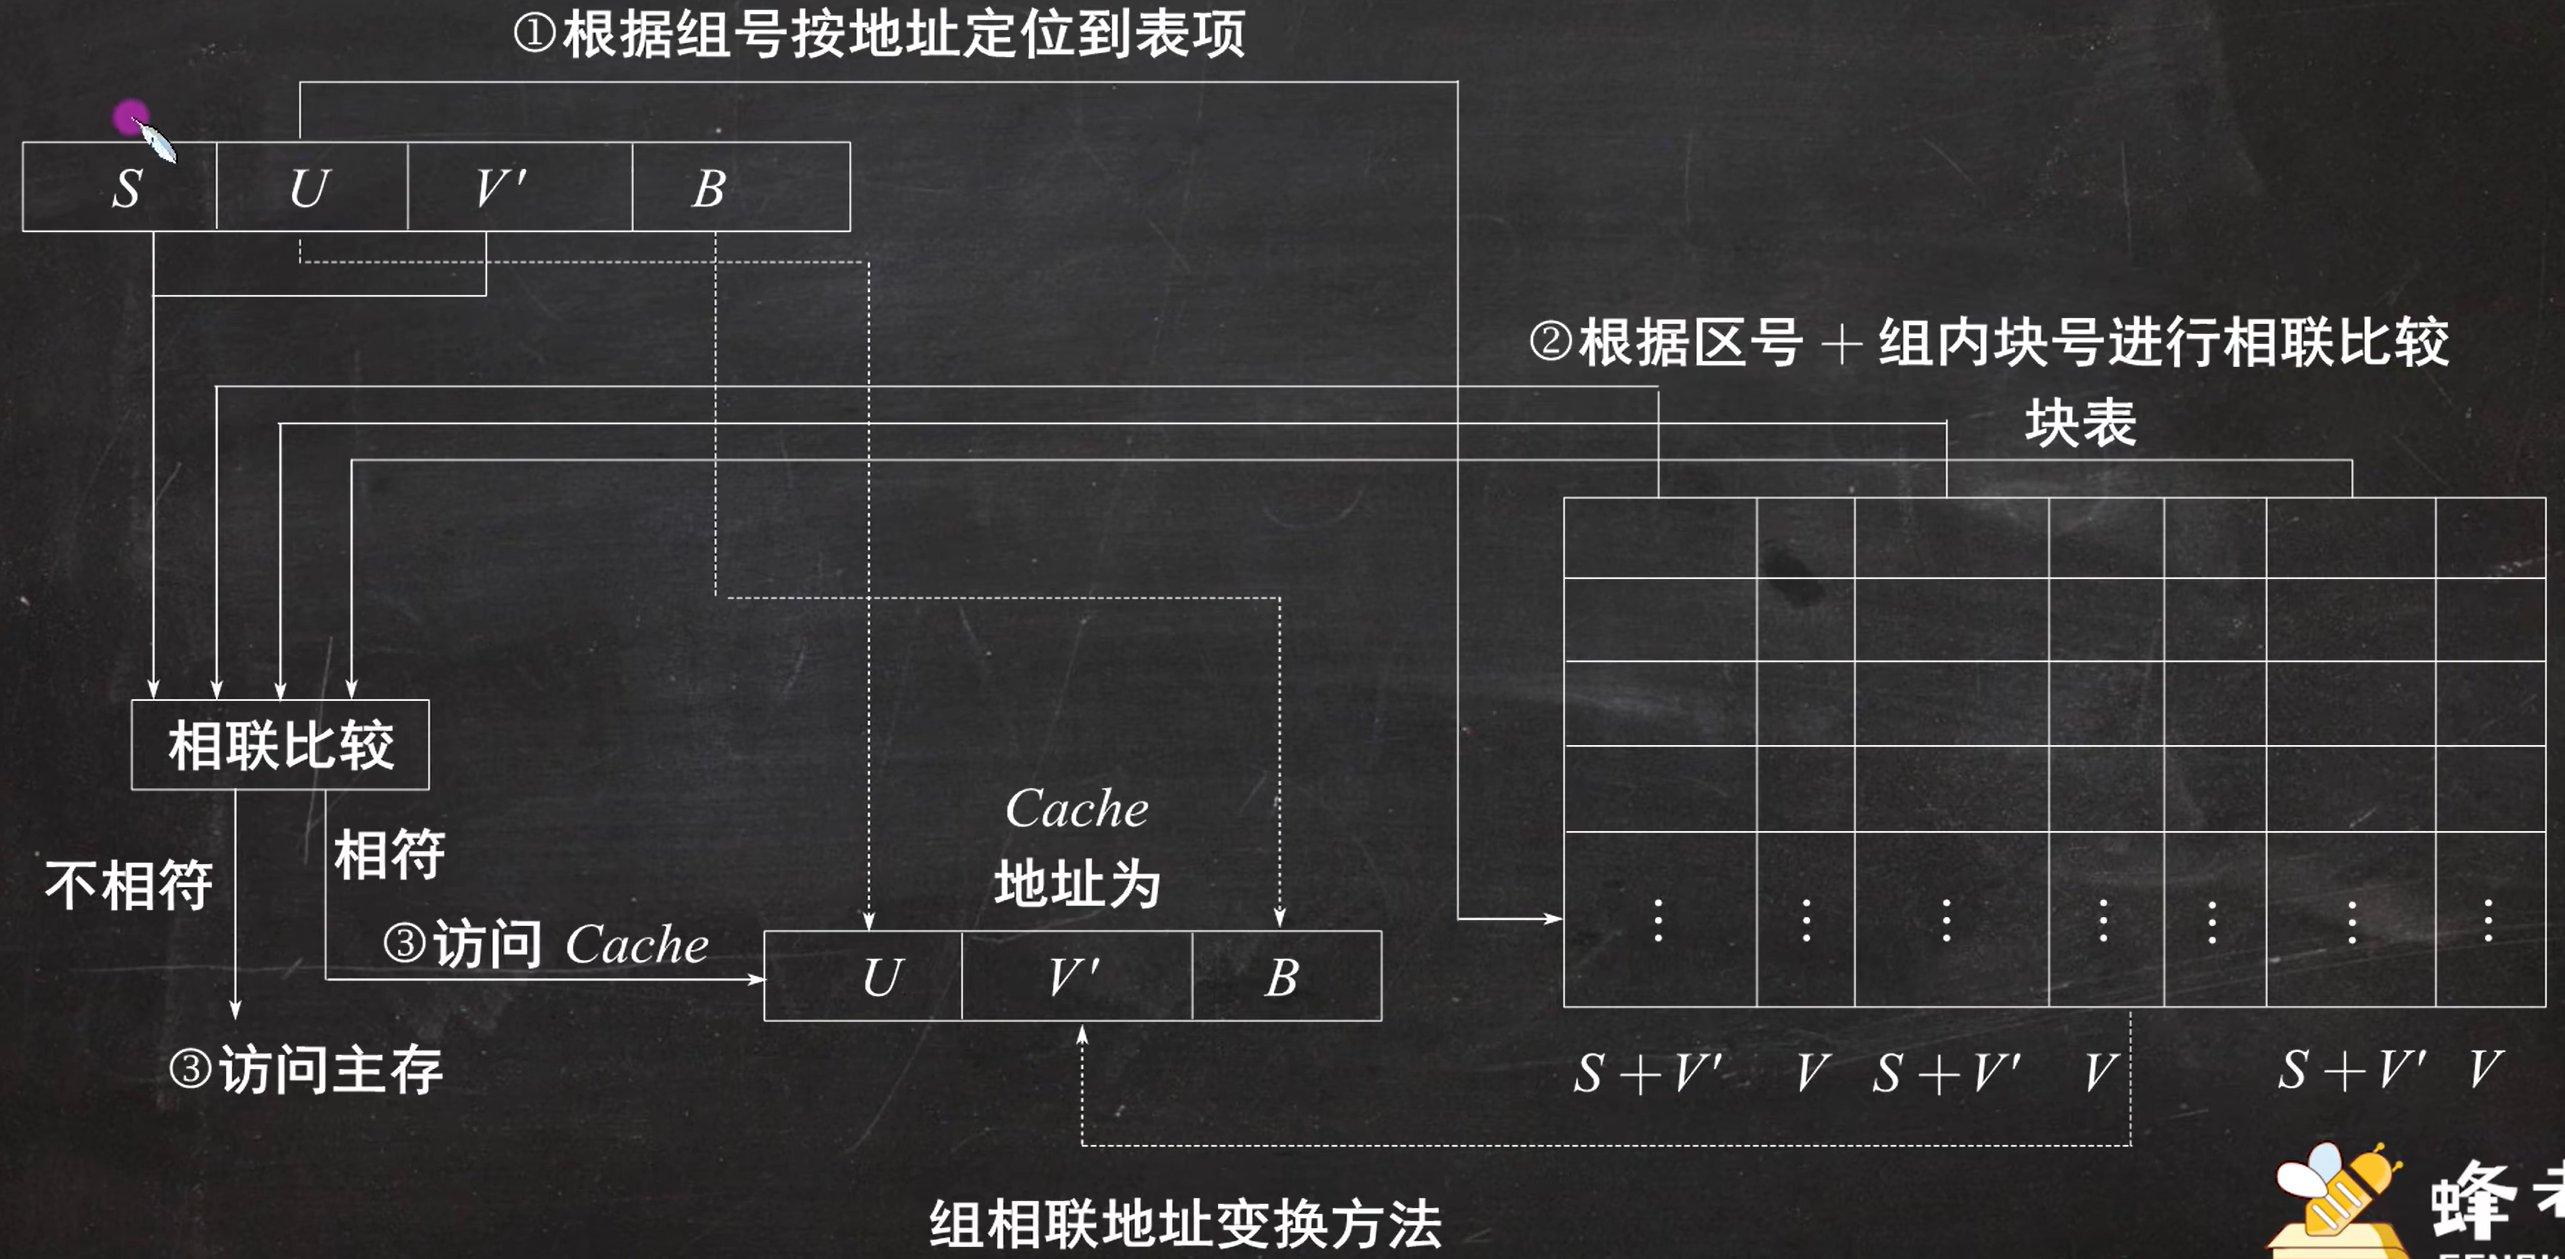 ①根据组号按地址定位到表项
S U V′ B
②根据区号＋组内块号进行相联比较
块表
相联比较
不相符
相符
③访问 Cache
③访问主存
Cache
地址为
U V′ B
S＋V′ V S＋V′ V S＋V′ V
组相联地址变换方法
蜂